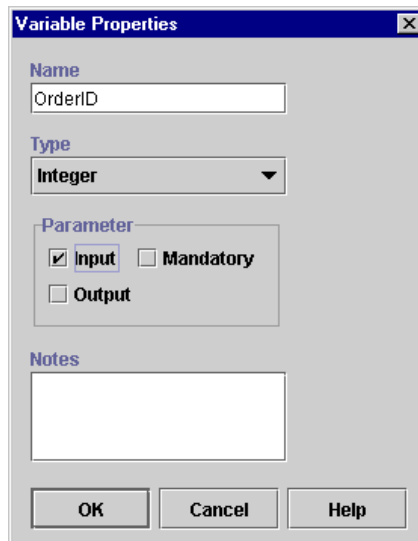 Variable Properties
Name
OrderID
Type
Integer
Parameter
Input Mandatory
Output
Notes
OK Cancel Help